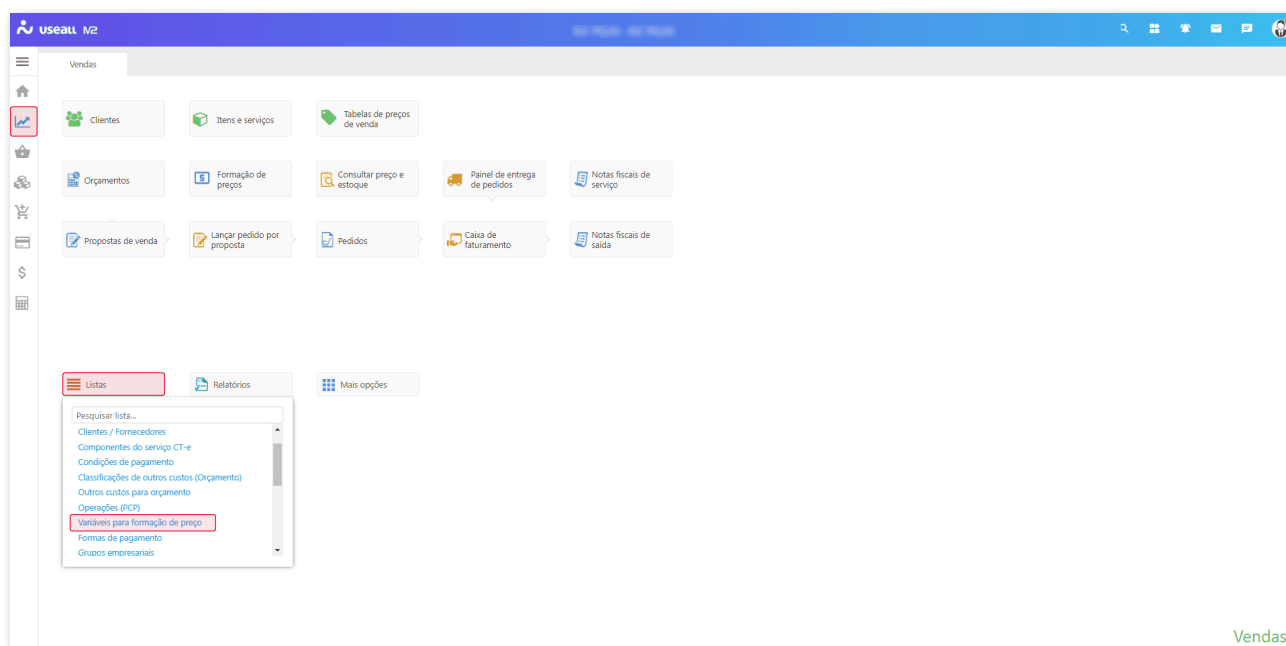 useall M2
Vendas
Clientes
Itens e serviços
Tabelas de preços
de venda
Orçamentos
Formação de
preços
Consultar preço e
estoque
Painel de entrega
de pedidos
Notas fiscais de
serviço
Propostas de venda
Lançar pedido por
proposta
Pedidos
Caixa de
faturamento
Notas fiscais de
saída
Listas
Relatórios
Mais opções
Pesquisar lista...
Clientes / Fornecedores
Componentes do serviço CT-e
Condições de pagamento
Classificações de outros custos (Orçamento)
Outros custos para orçamento
Operações (PCP)
Variáveis para formação de preço
Formas de pagamento
Grupos empresariais
Vendas